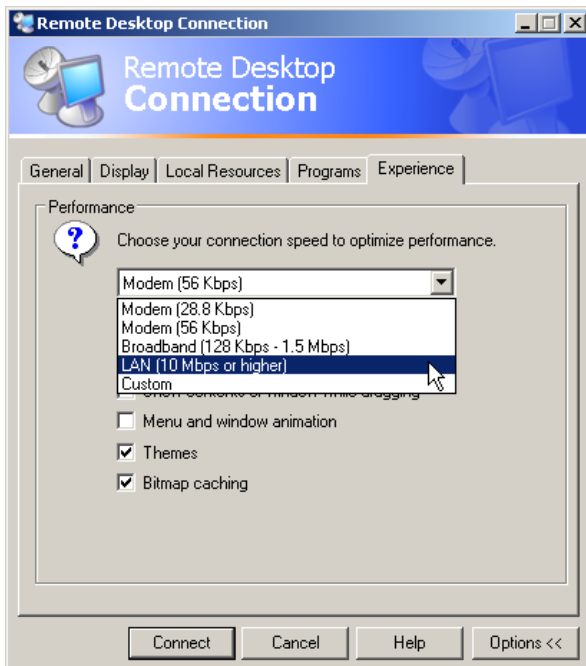 Remote Desktop Connection
Remote Desktop
Connection
General Display Local Resources Programs Experience
Performance
Choose your connection speed to optimize performance.
Modem (56 Kbps)
Modem (28.8 Kbps)
Modem (56 Kbps)
Broadband (128 Kbps - 1.5 Mbps)
LAN (10 Mbps or higher)
Custom
Menu and window animation
Themes
Bitmap caching
Connect Cancel Help Options <<